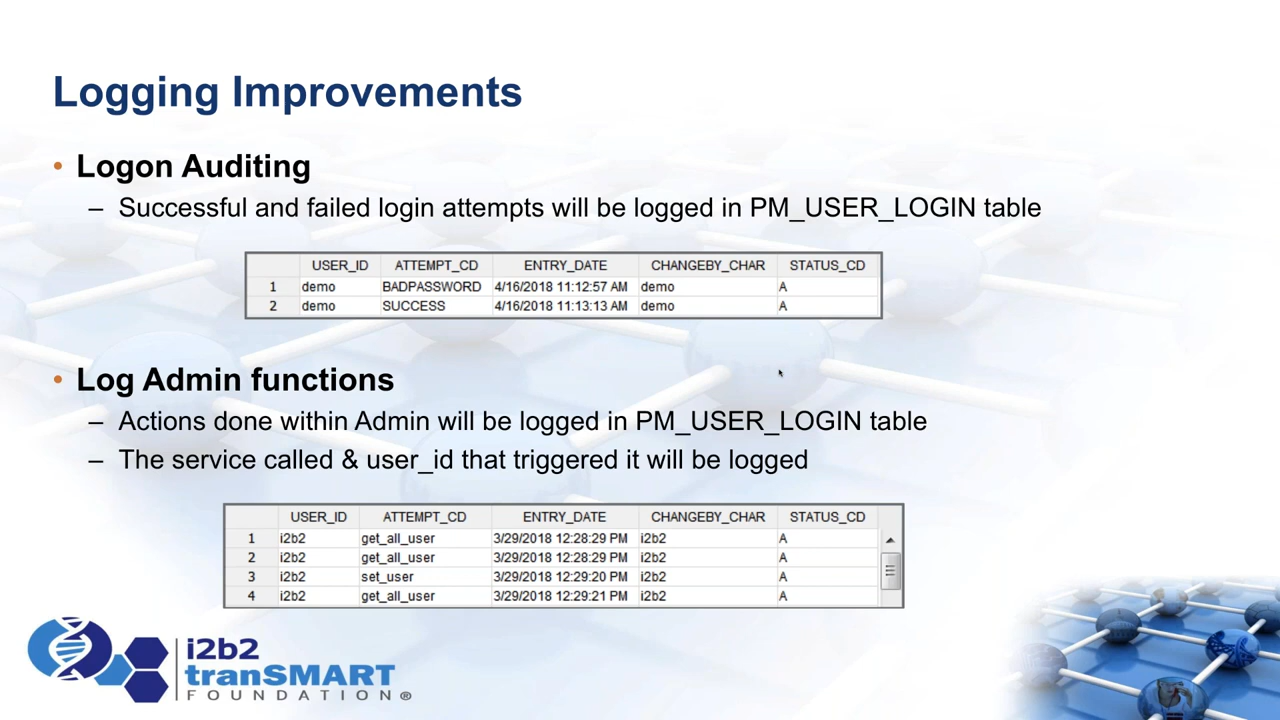 Logging Improvements
• Logon Auditing
– Successful and failed login attempts will be logged in PM_USER_LOGIN table
USER_ID ATTEMPT_CD ENTRY_DATE CHANGEBY_CHAR STATUS_CD
1 demo BADPASSWORD 4/16/2018 11:12:57 AM demo A
2 demo SUCCESS 4/16/2018 11:13:13 AM demo A
• Log Admin functions
– Actions done within Admin will be logged in PM_USER_LOGIN table
– The service called & user_id that triggered it will be logged
USER_ID ATTEMPT_CD ENTRY_DATE CHANGEBY_CHAR STATUS_CD
1 i2b2 get_all_user 3/29/2018 12:28:29 PM i2b2 A
2 i2b2 get_all_user 3/29/2018 12:28:29 PM i2b2 A
3 i2b2 set_user 3/29/2018 12:29:20 PM i2b2 A
4 i2b2 get_all_user 3/29/2018 12:29:21 PM i2b2 A
i2b2
tranSMART
FOUNDATION®